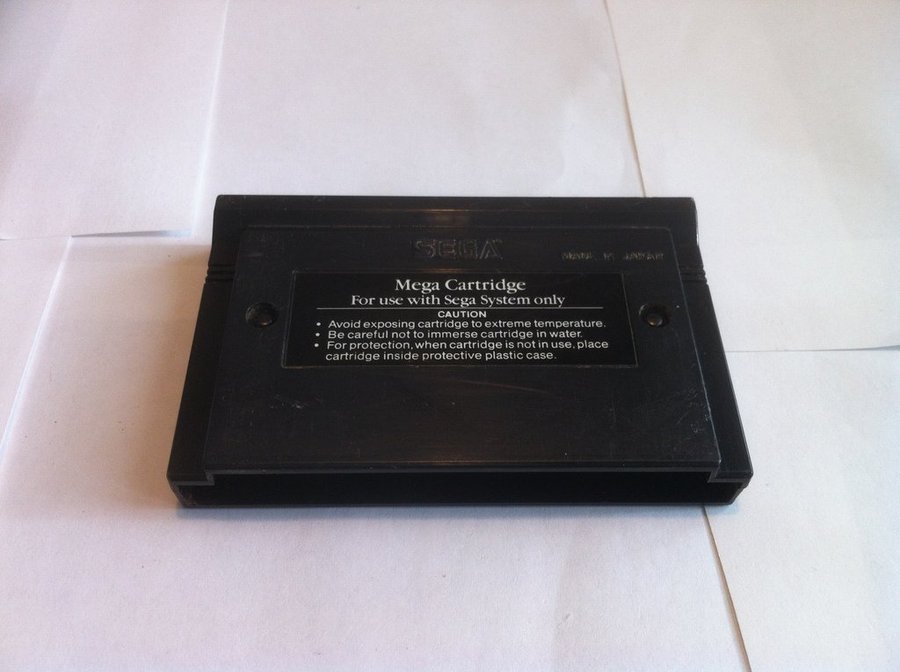 SEGA
MADE IN JAPAN
Mega Cartridge
For use with Sega System only
CAUTION
• Avoid exposing cartridge to extreme temperature.
• Be careful not to immerse cartridge in water.
• For protection, when cartridge is not in use, place
cartridge inside protective plastic case.